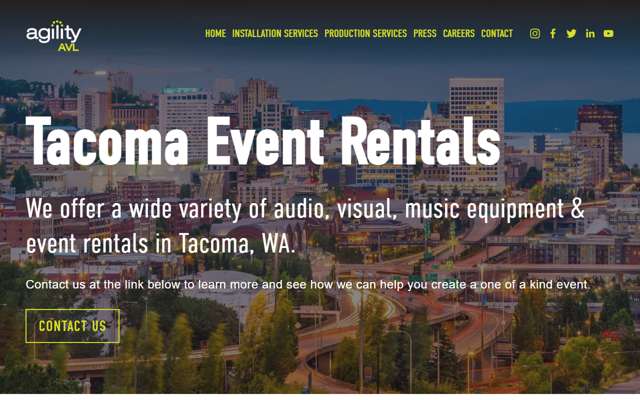 agility
AVL
HOME INSTALLATION SERVICES PRODUCTION SERVICES PRESS CAREERS CONTACT
Tacoma Event Rentals
We offer a wide variety of audio, visual, music equipment &
event rentals in Tacoma, WA.
Contact us at the link below to learn more and see how we can help you create a one of a kind event.
CONTACT US